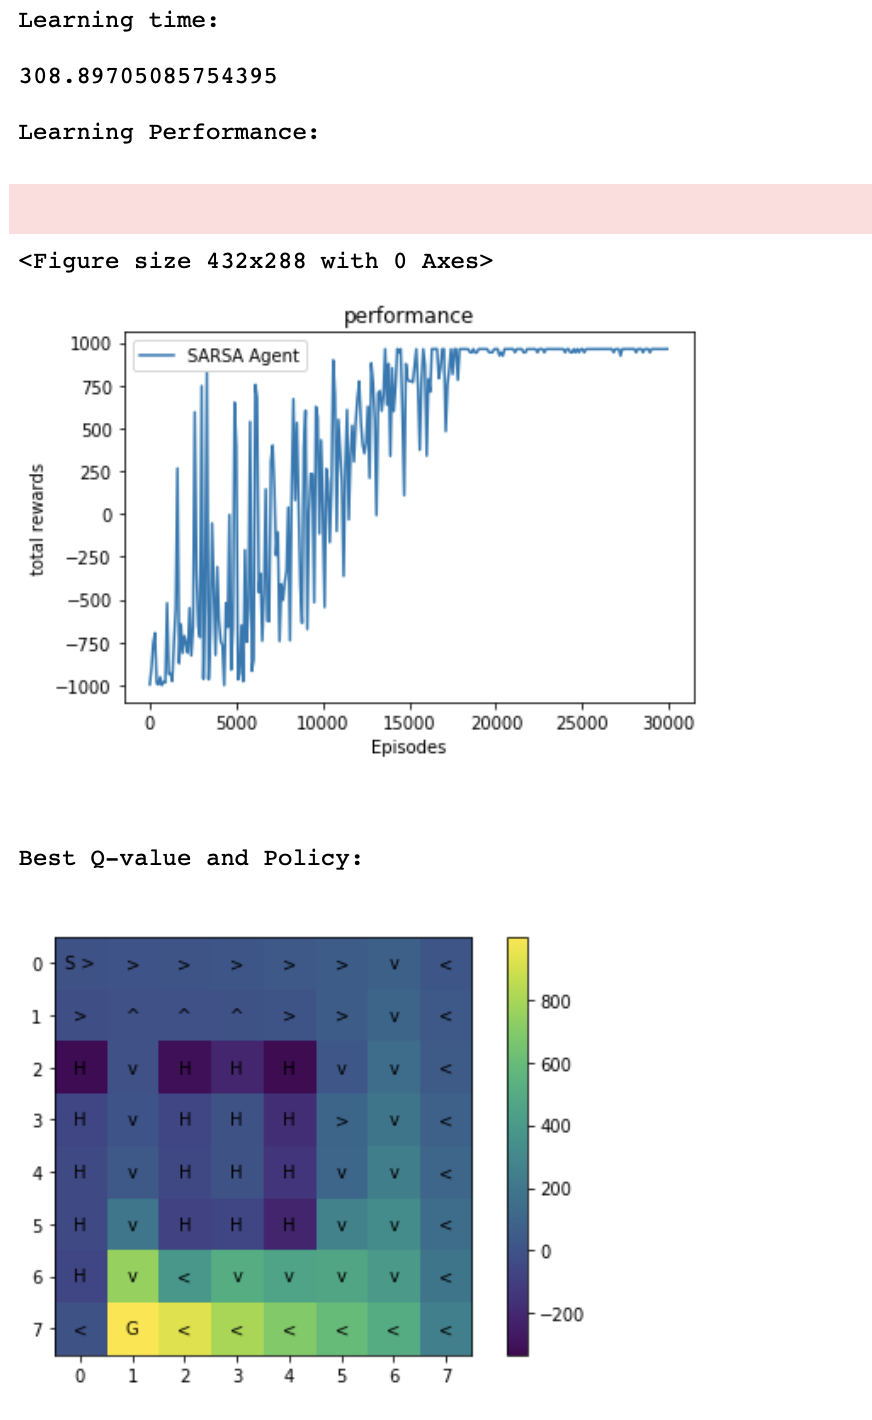 Learning time:
308.89705085754395
Learning Performance:
<Figure size 432x288 with 0 Axes>
performance
1000
750
500
250
0
−250
−500
−750
−1000
total rewards
SARSA Agent
0 5000 10000 15000 20000 25000 30000
Episodes
Best Q-value and Policy:
0 S > > > > > > v <
1 > ^ ^ ^ > > v <
2 H v H H H v v <
3 H v H H H > v <
4 H v H H H v v <
5 H v H H H v v <
6 H v < v v v v <
7 < G < < < < < <
0 1 2 3 4 5 6 7
800
600
400
200
0
−200